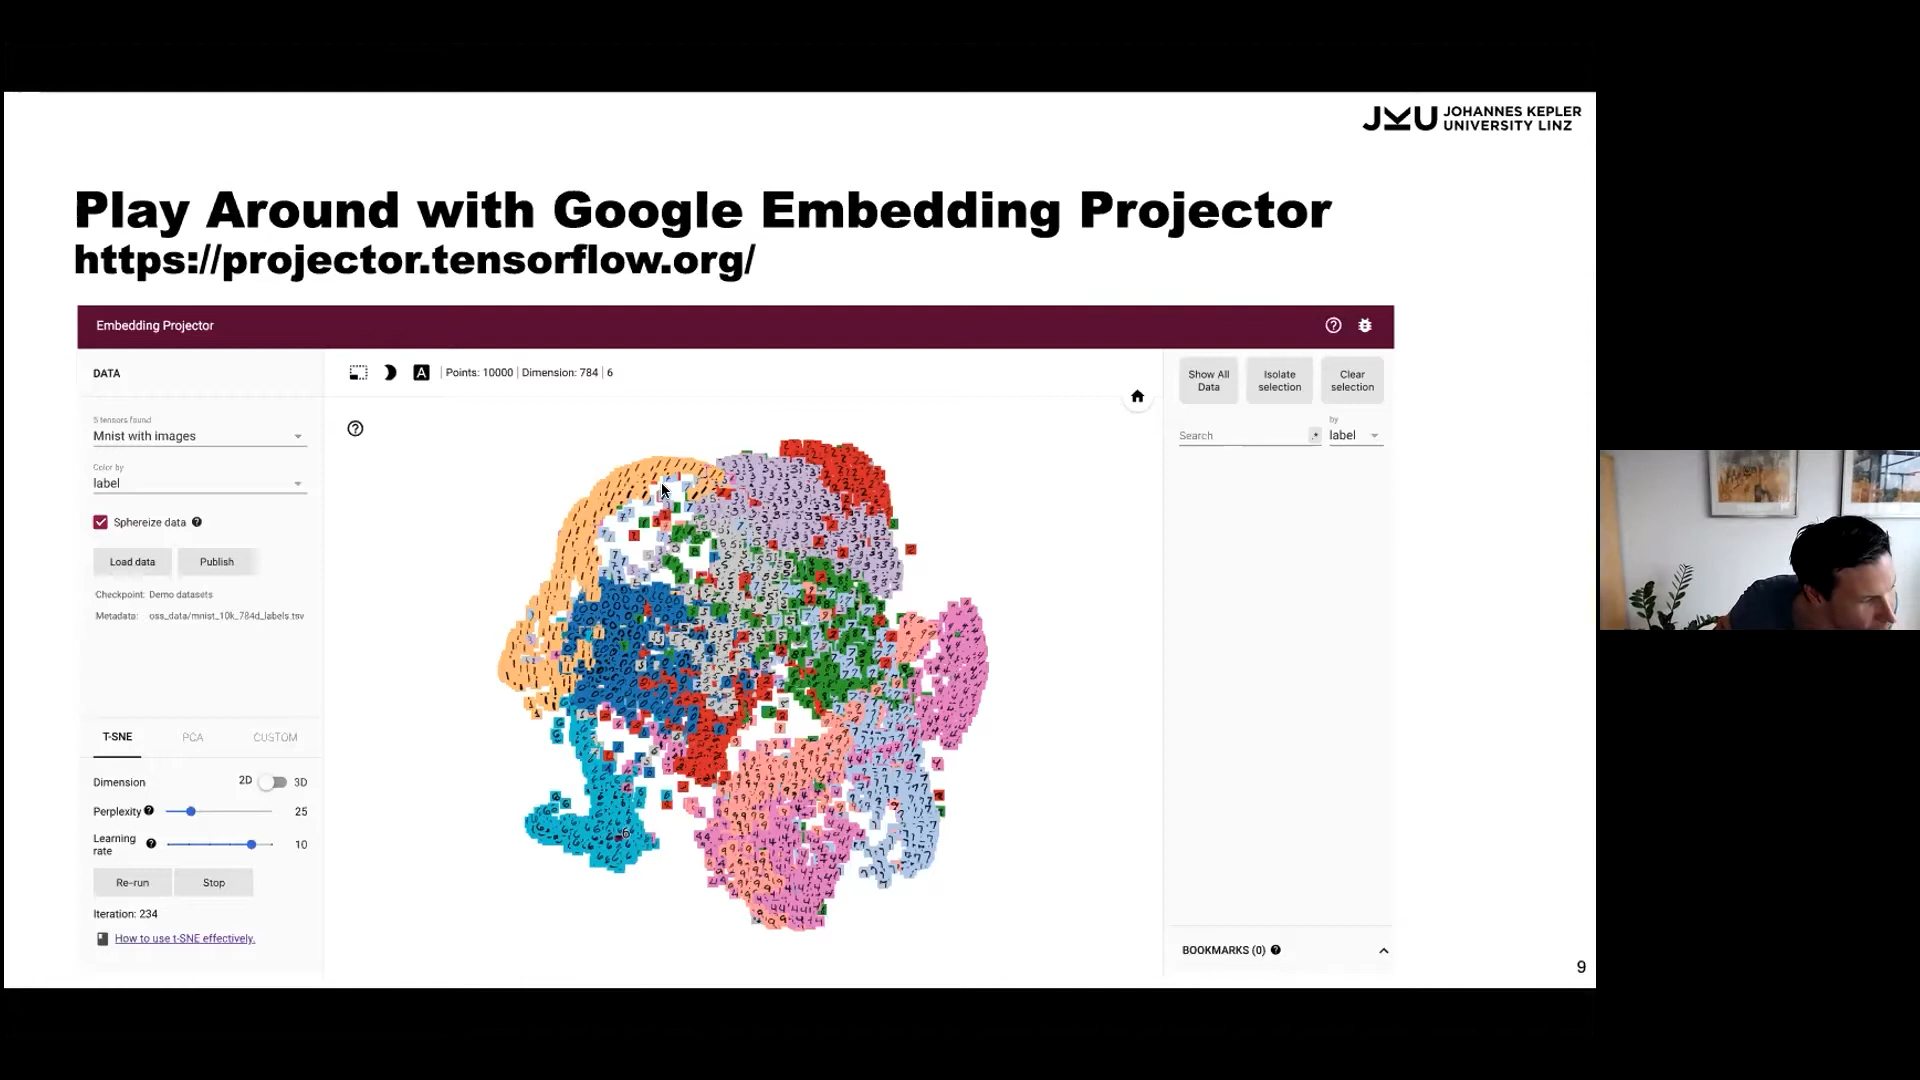 JKU JOHANNES KEPLER
UNIVERSITY LINZ
Play Around with Google Embedding Projector
https://projector.tensorflow.org/
Embedding Projector
DATA
A Points: 10000 Dimension: 784 6
Show All
Data
Isolate
selection
Clear
selection
5 tensors found
Mnist with images
by
Search .* label
Color by
label
Sphereize data
Load data Publish
Checkpoint: Demo datasets
Metadata: oss_data/mnist_10k_784d_labels.tsv
T-SNE PCA CUSTOM
Dimension 2D 3D
Perplexity 25
Learning
rate 10
Re-run Stop
Iteration: 234
How to use t-SNE effectively.
BOOKMARKS (0)
9